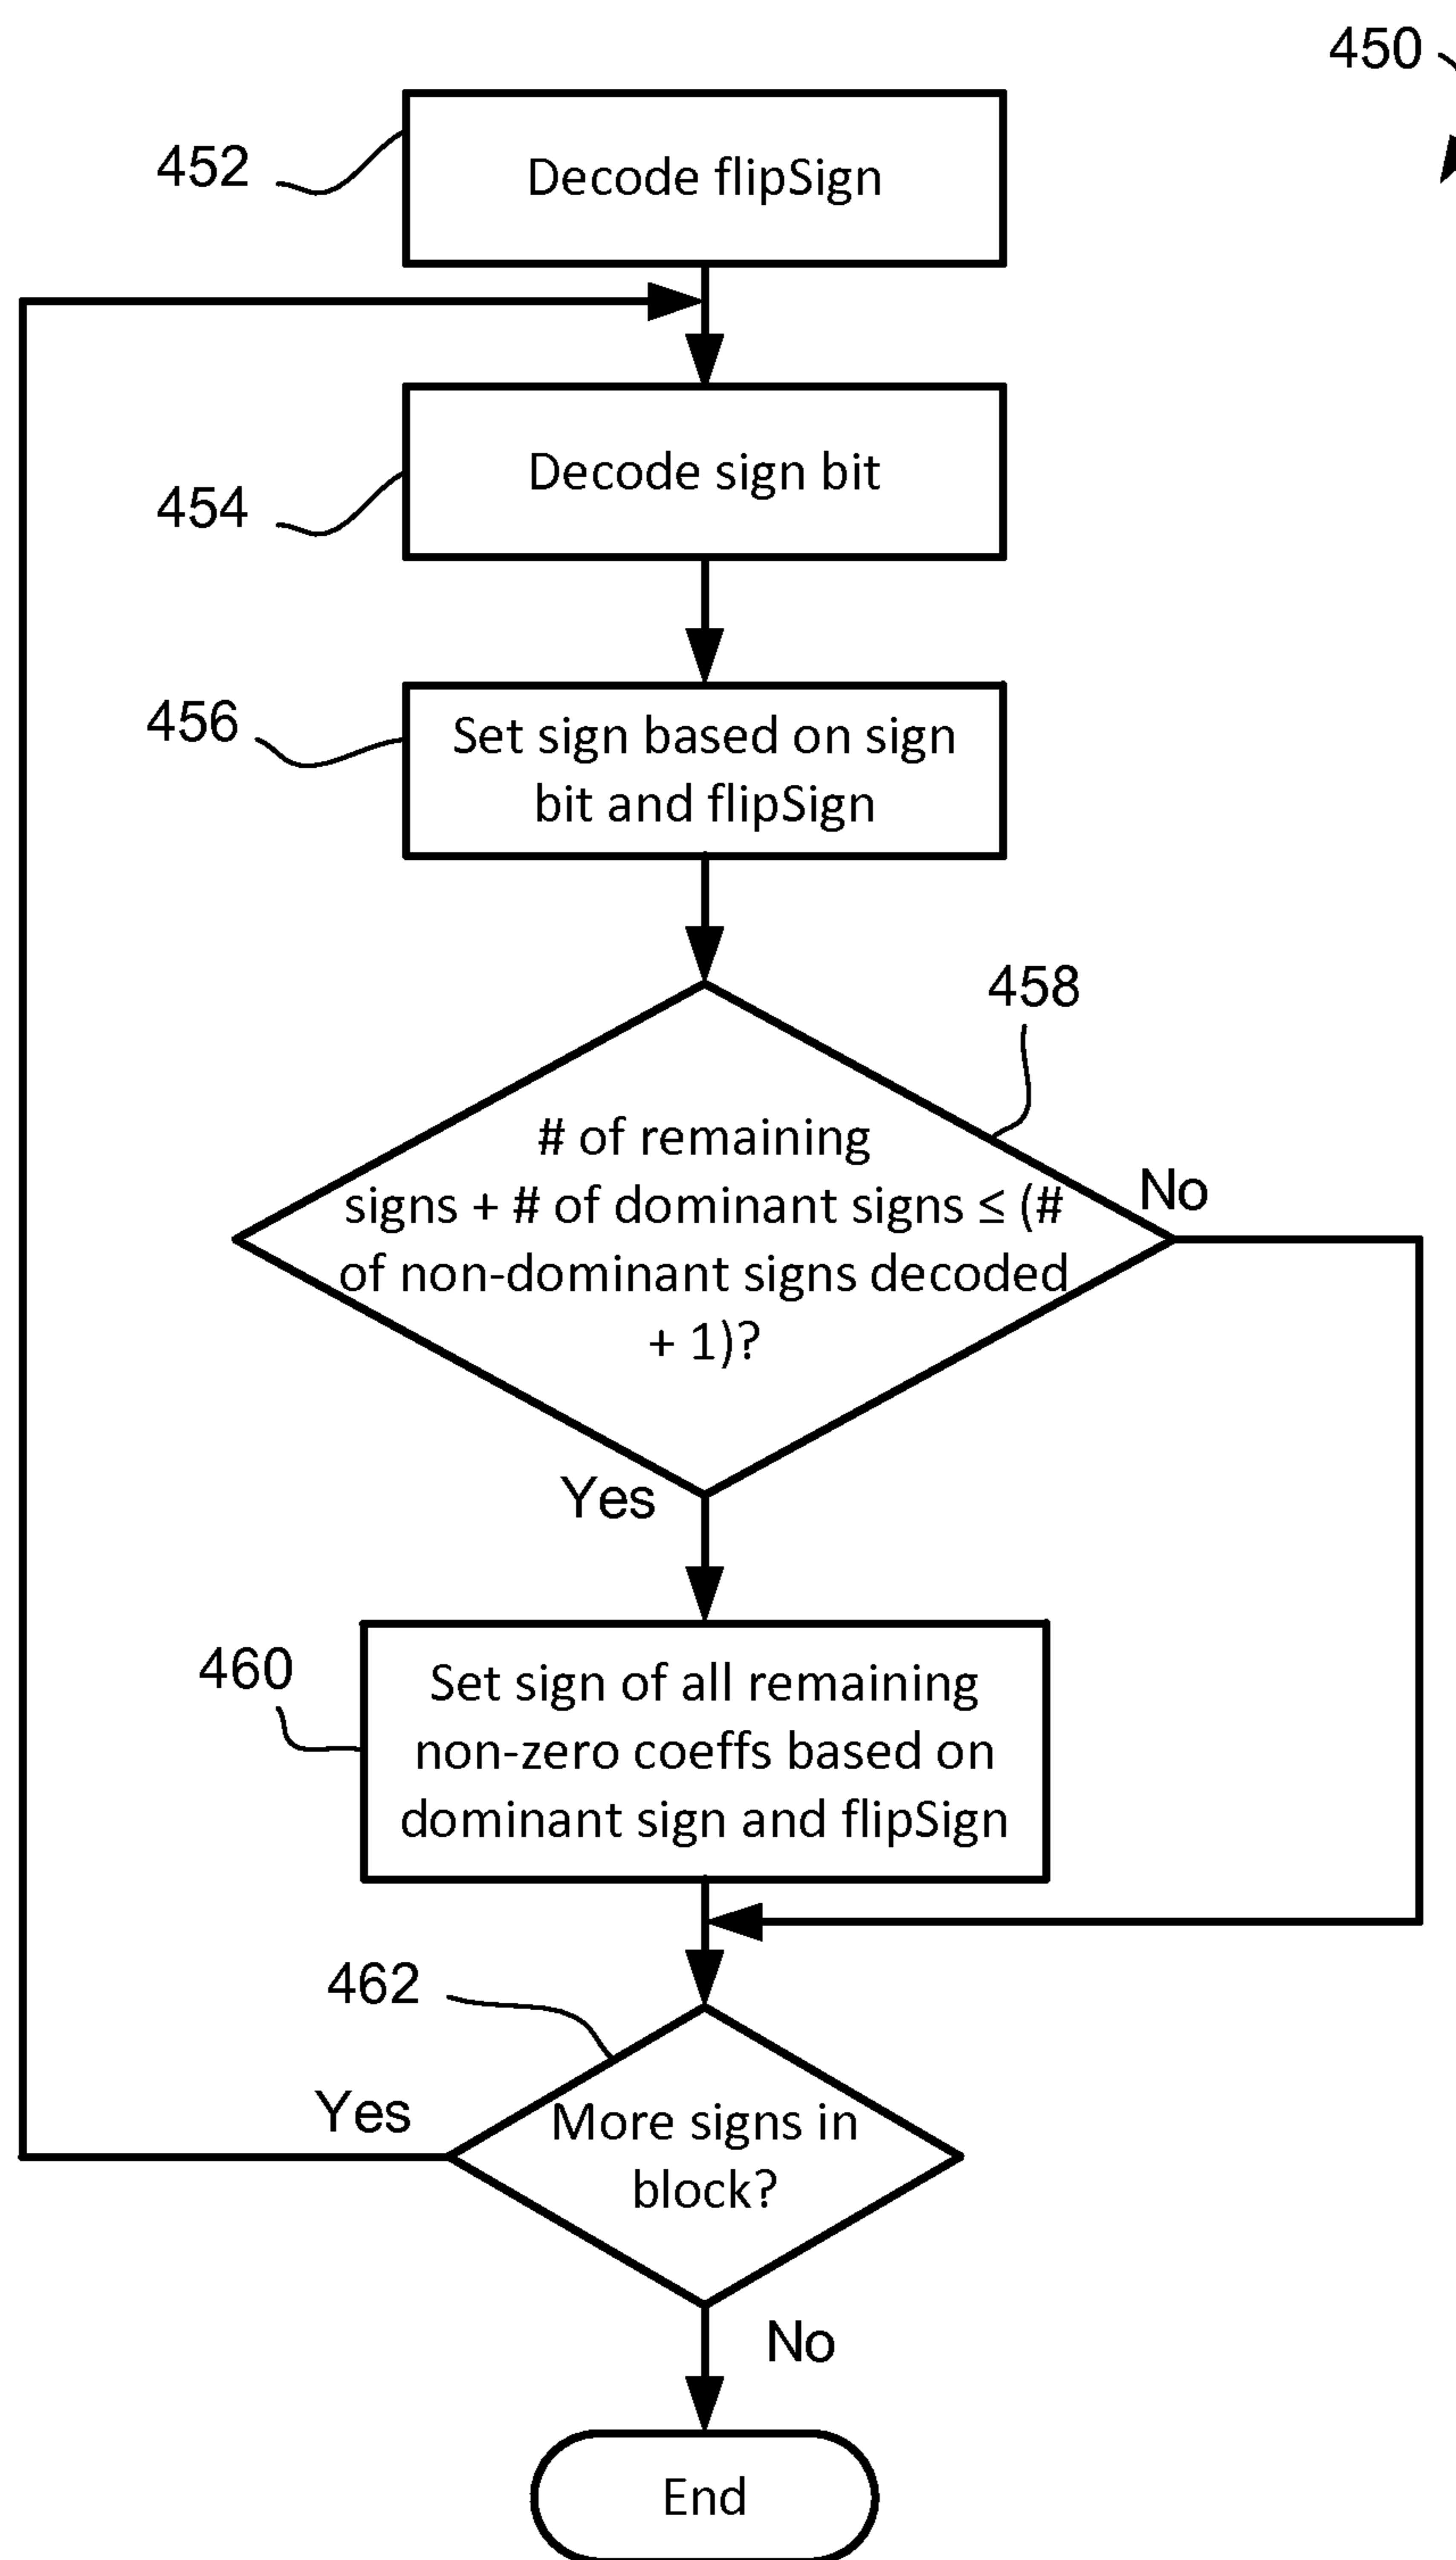 450
452
Decode flipSign
454
Decode sign bit
456
Set sign based on sign
bit and flipSign
458
# of remaining
signs + # of dominant signs ≤ (#
of non-dominant signs decoded
+ 1)?
No
Yes
460
Set sign of all remaining
non-zero coeffs based on
dominant sign and flipSign
462
Yes
More signs in
block?
No
End